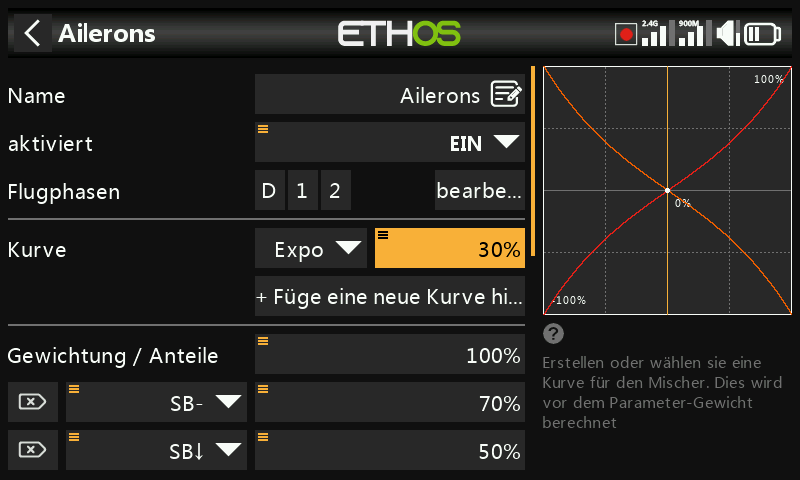 Ailerons
ETHOS
2.4G
900M
Name
Ailerons
aktiviert
EIN
Flugphasen
D 1 2
bearbe...
Kurve
Expo
30%
+ Füge eine neue Kurve hi...
Gewichtung / Anteile
100%
SB-
70%
SB↓
50%
100%
0%
-100%
?
Erstellen oder wählen sie eine
Kurve für den Mischer. Dies wird
vor dem Parameter-Gewicht
berechnet